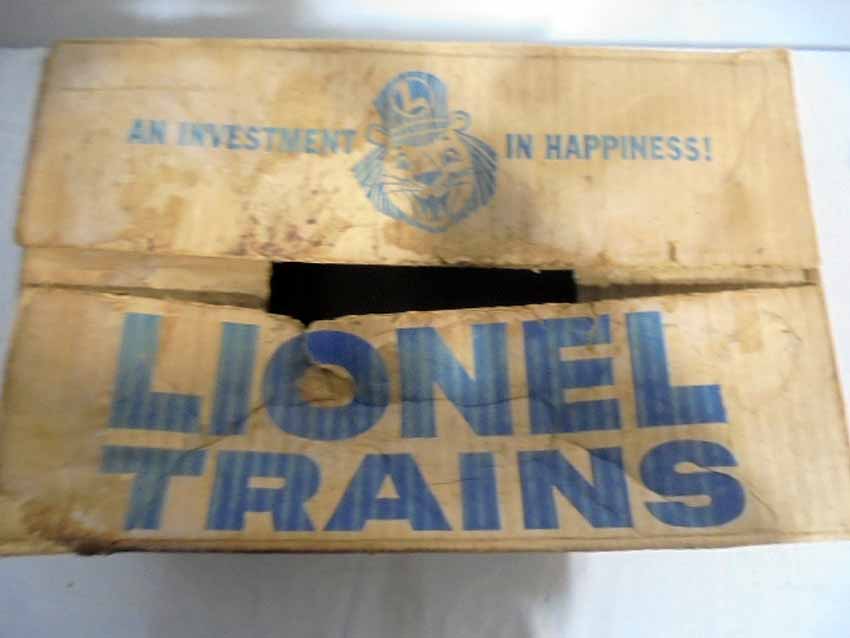 AN INVESTMENT IN HAPPINESS!
L
LIONEL
TRAINS